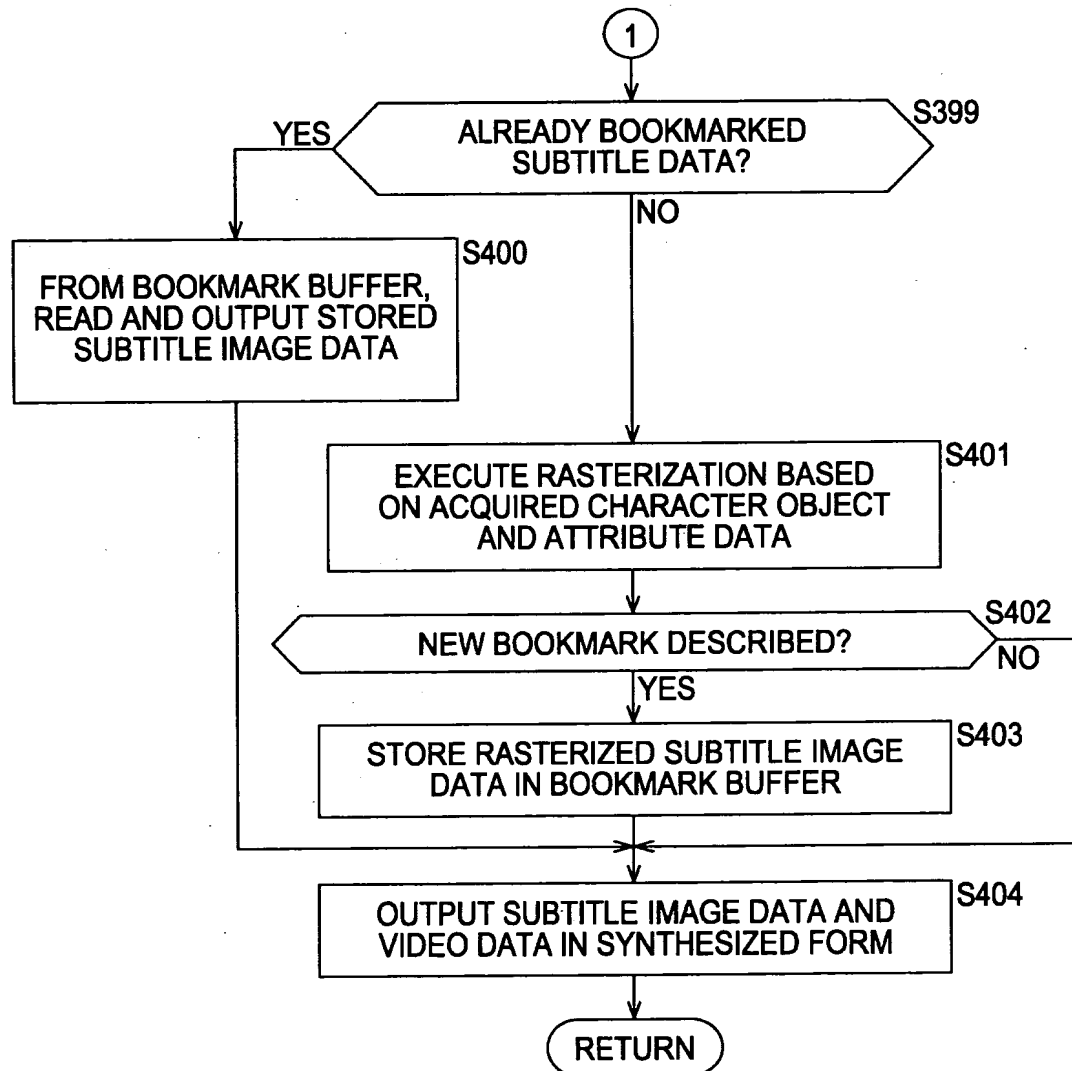 1
S399
YES
ALREADY BOOKMARKED
SUBTITLE DATA?
NO
S400
FROM BOOKMARK BUFFER,
READ AND OUTPUT STORED
SUBTITLE IMAGE DATA
S401
EXECUTE RASTERIZATION BASED
ON ACQUIRED CHARACTER OBJECT
AND ATTRIBUTE DATA
S402
NEW BOOKMARK DESCRIBED?
NO
YES
S403
STORE RASTERIZED SUBTITLE IMAGE
DATA IN BOOKMARK BUFFER
S404
OUTPUT SUBTITLE IMAGE DATA AND
VIDEO DATA IN SYNTHESIZED FORM
RETURN